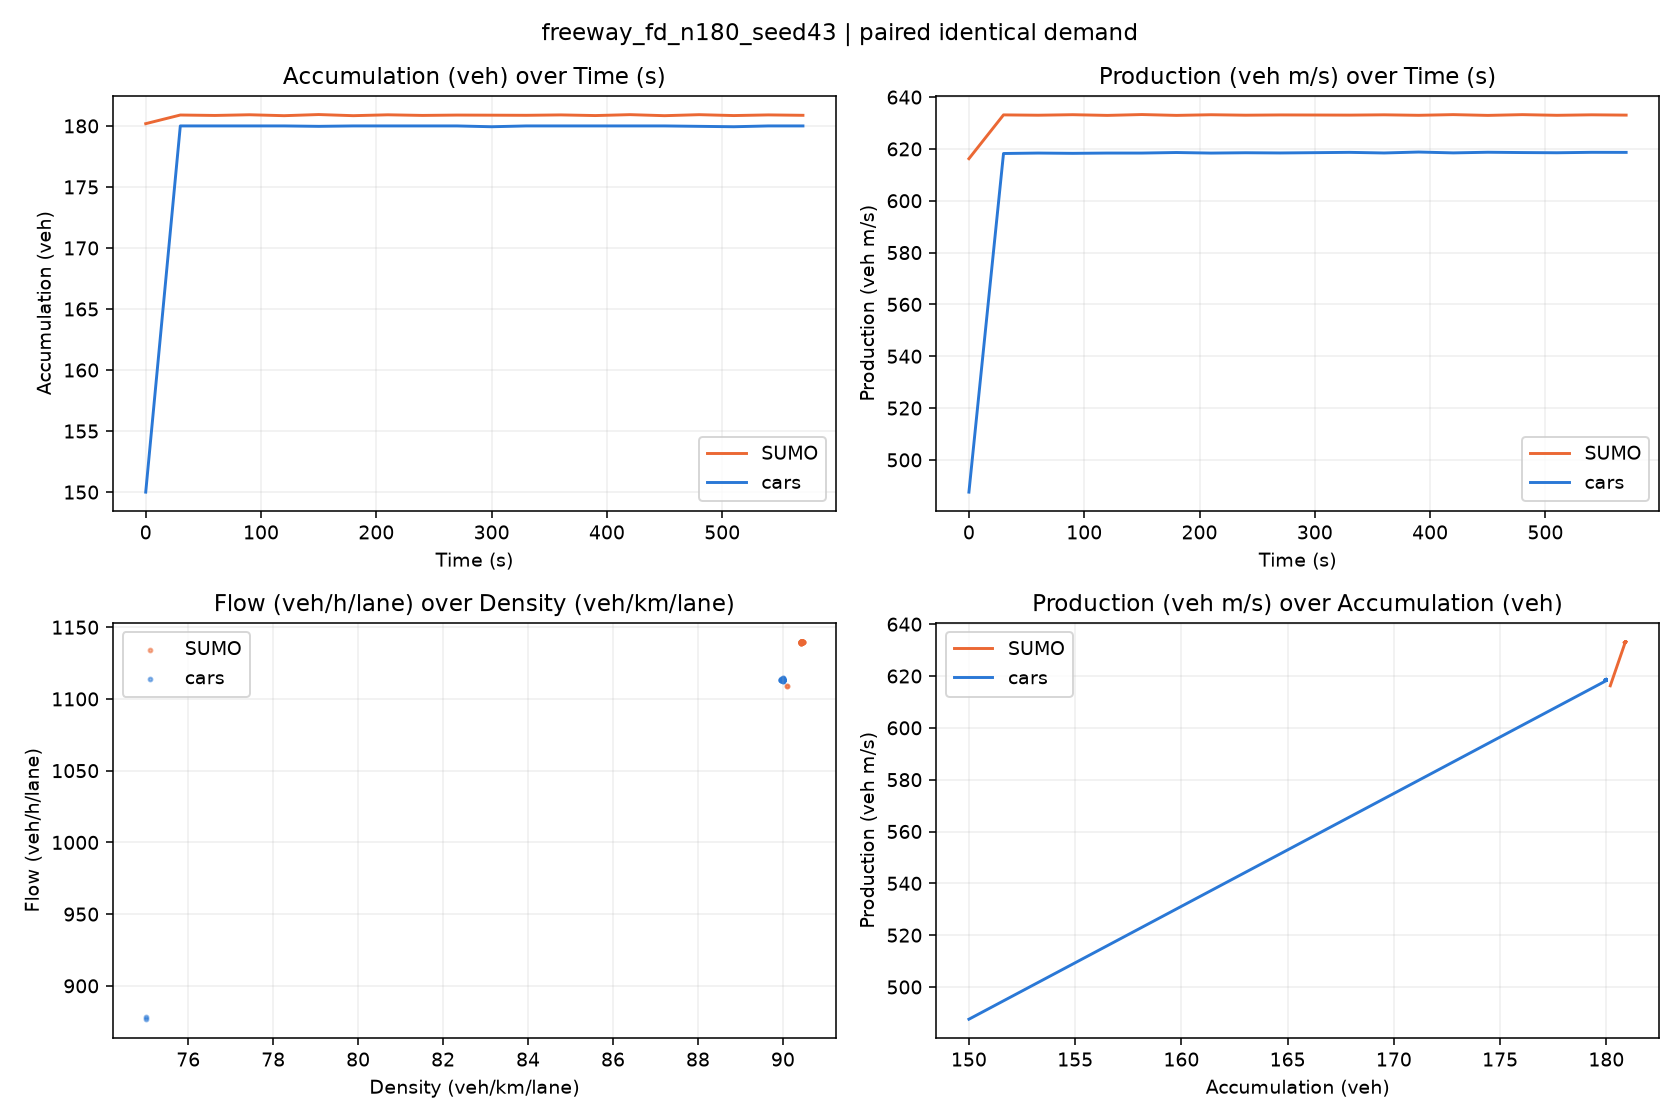 freeway_fd_n180_seed43 | paired identical demand
Accumulation (veh) over Time (s)
Accumulation (veh)
180
175
170
165
160
155
150
0 100 200 300 400 500
Time (s)
SUMO
cars
Production (veh m/s) over Time (s)
Production (veh m/s)
640
620
600
580
560
540
520
500
0 100 200 300 400 500
Time (s)
SUMO
cars
Flow (veh/h/lane) over Density (veh/km/lane)
Flow (veh/h/lane)
1150
1100
1050
1000
950
900
76 78 80 82 84 86 88 90
Density (veh/km/lane)
SUMO
cars
Production (veh m/s) over Accumulation (veh)
Production (veh m/s)
640
620
600
580
560
540
520
500
150 155 160 165 170 175 180
Accumulation (veh)
SUMO
cars